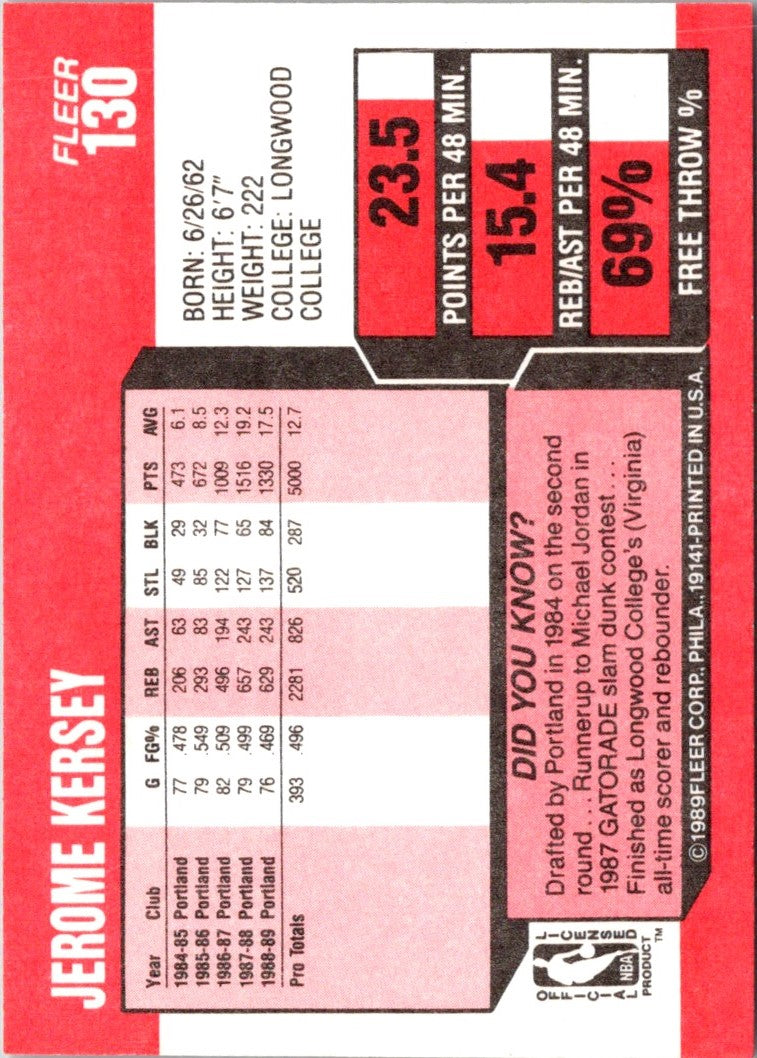 JEROME KERSEY
FLEER
130
Year Club G FG% REB AST STL BLK PTS AVG
1984-85 Portland 77 .478 206 63 49 29 473 6.1
1985-86 Portland 79 .549 293 83 85 32 672 8.5
1986-87 Portland 82 .509 496 194 122 77 1009 12.3
1987-88 Portland 79 .499 657 243 127 65 1516 19.2
1988-89 Portland 76 .469 629 243 137 84 1330 17.5
Pro Totals 393 .496 2281 826 520 287 5000 12.7
BORN: 6/26/62
HEIGHT: 6'7"
WEIGHT: 222
COLLEGE: LONGWOOD
COLLEGE
23.5
POINTS PER 48 MIN.
15.4
REB/AST PER 48 MIN.
69%
FREE THROW %
DID YOU KNOW?
Drafted by Portland in 1984 on the second
round . . . Runnerup to Michael Jordan in
1987 GATORADE slam dunk contest . . .
Finished as Longwood College's (Virginia)
all-time scorer and rebounder.
OFFICIAL LICENSED
NBA
PRODUCT™
©1989FLEER CORP., PHILA., 19141-PRINTED IN U.S.A.